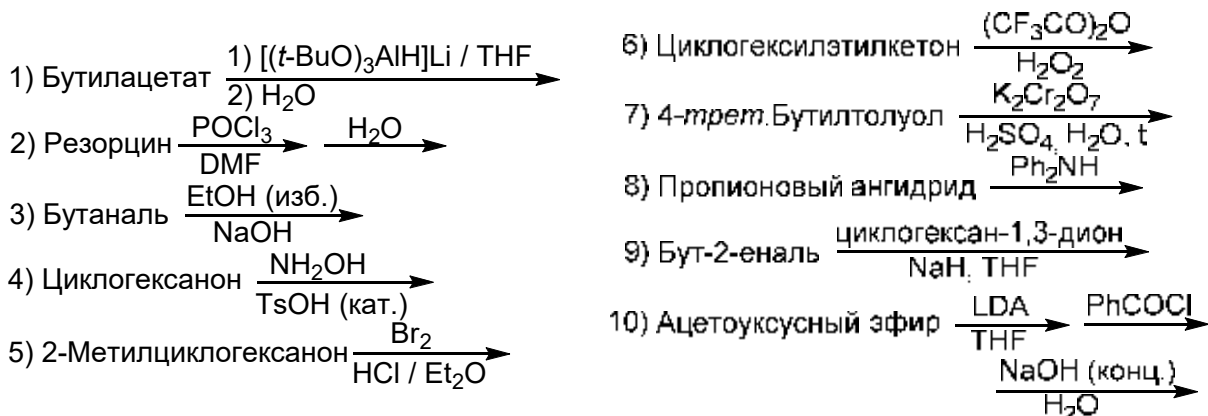 1) Бутилацетат 1) [(t-BuO)₃AlH]Li / THF
2) H₂O
2) Резорцин POCl₃ H₂O
DMF
3) Бутаналь EtOH (изб.)
NaOH
4) Циклогексанон NH₂OH
TsOH (кат.)
5) 2-Метилциклогексанон Br₂
HCl / Et₂O
6) Циклогексилэтилкетон (CF₃CO)₂O
H₂O₂
7) 4-трет.Бутилтолуол K₂Cr₂O₇
H₂SO₄, H₂O, t
8) Пропионовый ангидрид Ph₂NH
9) Бут-2-еналь циклогексан-1,3-дион
NaH, THF
10) Ацетоуксусный эфир LDA PhCOCl
THF
NaOH (конц.)
H₂O